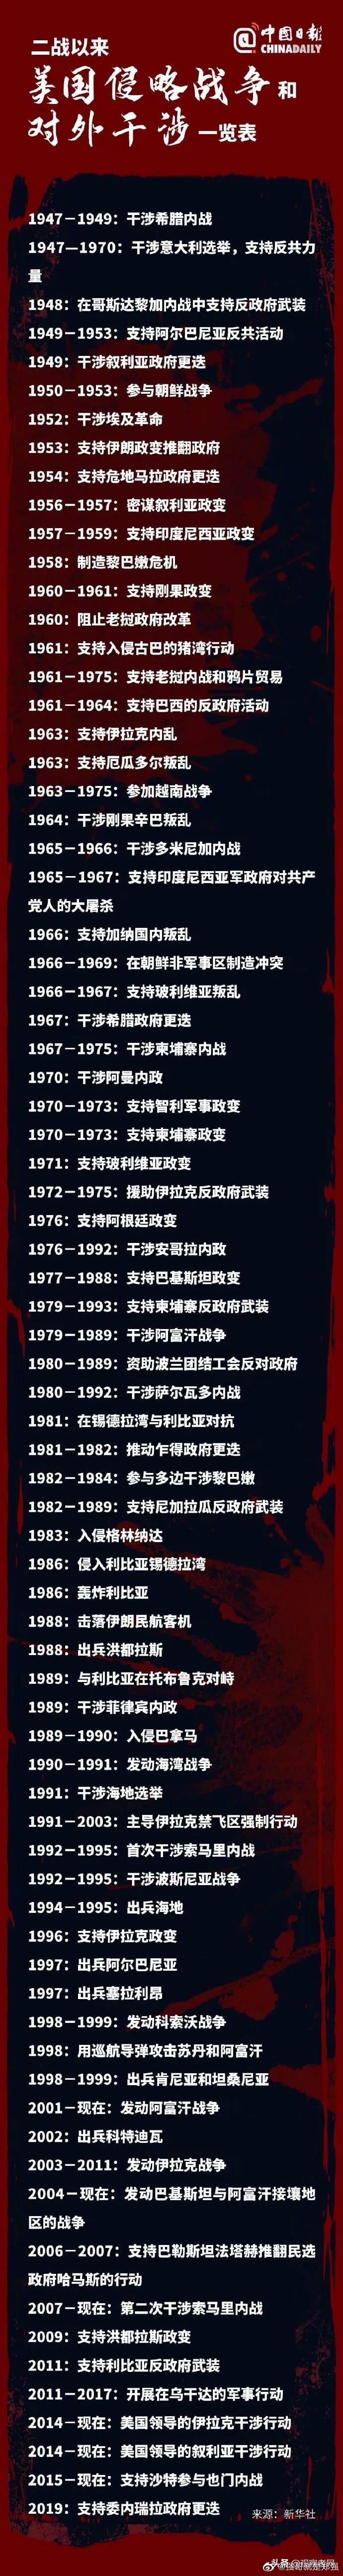 中国日报
CHINADAILY
二战以来
美国侵略战争和
对外干涉一览表
1947－1949：干涉希腊内战
1947—1970：干涉意大利选举，支持反共力
量
1948：在哥斯达黎加内战中支持反政府武装
1949－1953：支持阿尔巴尼亚反共活动
1949：干涉叙利亚政府更迭
1950－1953：参与朝鲜战争
1952：干涉埃及革命
1953：支持伊朗政变推翻政府
1954：支持危地马拉政府更迭
1956－1957：密谋叙利亚政变
1957－1959：支持印度尼西亚政变
1958：制造黎巴嫩危机
1960－1961：支持刚果政变
1960：阻止老挝政府改革
1961：支持入侵古巴的猪湾行动
1961－1975：支持老挝内战和鸦片贸易
1961－1964：支持巴西的反政府活动
1963：支持伊拉克内乱
1963：支持厄瓜多尔叛乱
1963－1975：参加越南战争
1964：干涉刚果辛巴叛乱
1965－1966：干涉多米尼加内战
1965－1967：支持印度尼西亚军政府对共产
党人的大屠杀
1966：支持加纳国内叛乱
1966－1969：在朝鲜非军事区制造冲突
1966－1967：支持玻利维亚叛乱
1967：干涉希腊政府更迭
1967－1975：干涉柬埔寨内战
1970：干涉阿曼内政
1970－1973：支持智利军事政变
1970－1973：支持柬埔寨政变
1971：支持玻利维亚政变
1972－1975：援助伊拉克反政府武装
1976：支持阿根廷政变
1976－1992：干涉安哥拉内政
1977－1988：支持巴基斯坦政变
1979－1993：支持柬埔寨反政府武装
1979－1989：干涉阿富汗战争
1980－1989：资助波兰团结工会反对政府
1980－1992：干涉萨尔瓦多内战
1981：在锡德拉湾与利比亚对抗
1981－1982：推动乍得政府更迭
1982－1984：参与多边干涉黎巴嫩
1982－1989：支持尼加拉瓜反政府武装
1983：入侵格林纳达
1986：侵入利比亚锡德拉湾
1986：轰炸利比亚
1988：击落伊朗民航客机
1988：出兵洪都拉斯
1989：与利比亚在托布鲁克对峙
1989：干涉菲律宾内政
1989－1990：入侵巴拿马
1990－1991：发动海湾战争
1991：干涉海地选举
1991－2003：主导伊拉克禁飞区强制行动
1992－1995：首次干涉索马里内战
1992－1995：干涉波斯尼亚战争
1994－1995：出兵海地
1996：支持伊拉克政变
1997：出兵阿尔巴尼亚
1997：出兵塞拉利昂
1998－1999：发动科索沃战争
1998：用巡航导弹攻击苏丹和阿富汗
1998－1999：出兵肯尼亚和坦桑尼亚
2001－现在：发动阿富汗战争
2002：出兵科特迪瓦
2003－2011：发动伊拉克战争
2004－现在：发动巴基斯坦与阿富汗接壤地
区的战争
2006－2007：支持巴勒斯坦法塔赫推翻民选
政府哈马斯的行动
2007－现在：第二次干涉索马里内战
2009：支持洪都拉斯政变
2011：支持利比亚反政府武装
2011－2017：开展在乌干达的军事行动
2014－现在：美国领导的伊拉克干涉行动
2014－现在：美国领导的叙利亚干涉行动
2015－现在：支持沙特参与也门内战
2019：支持委内瑞拉政府更迭
来源：新华社